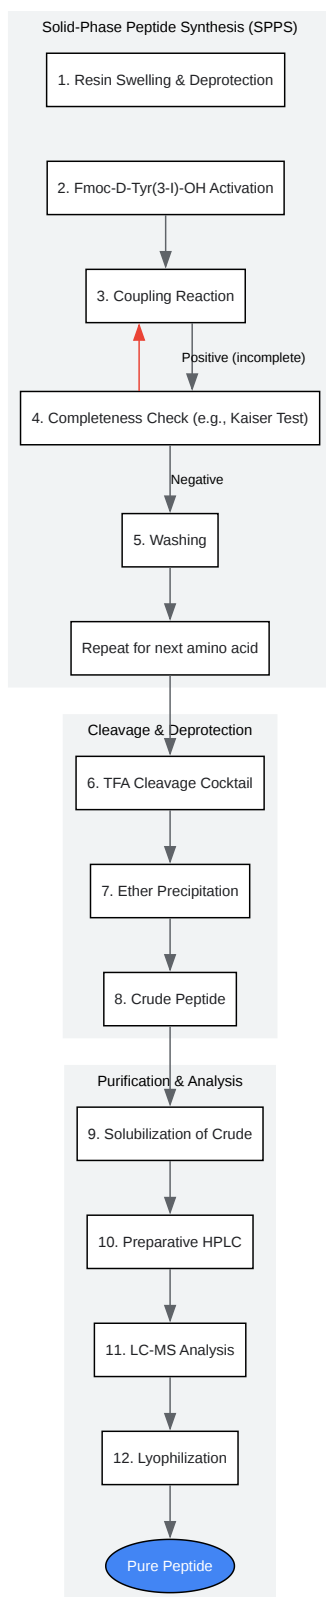 Solid-Phase Peptide Synthesis (SPPS)
1. Resin Swelling & Deprotection
2. Fmoc-D-Tyr(3-I)-OH Activation
3. Coupling Reaction
Positive (incomplete)
4. Completeness Check (e.g., Kaiser Test)
Negative
5. Washing
Repeat for next amino acid
Cleavage & Deprotection
6. TFA Cleavage Cocktail
7. Ether Precipitation
8. Crude Peptide
Purification & Analysis
9. Solubilization of Crude
10. Preparative HPLC
11. LC-MS Analysis
12. Lyophilization
Pure Peptide